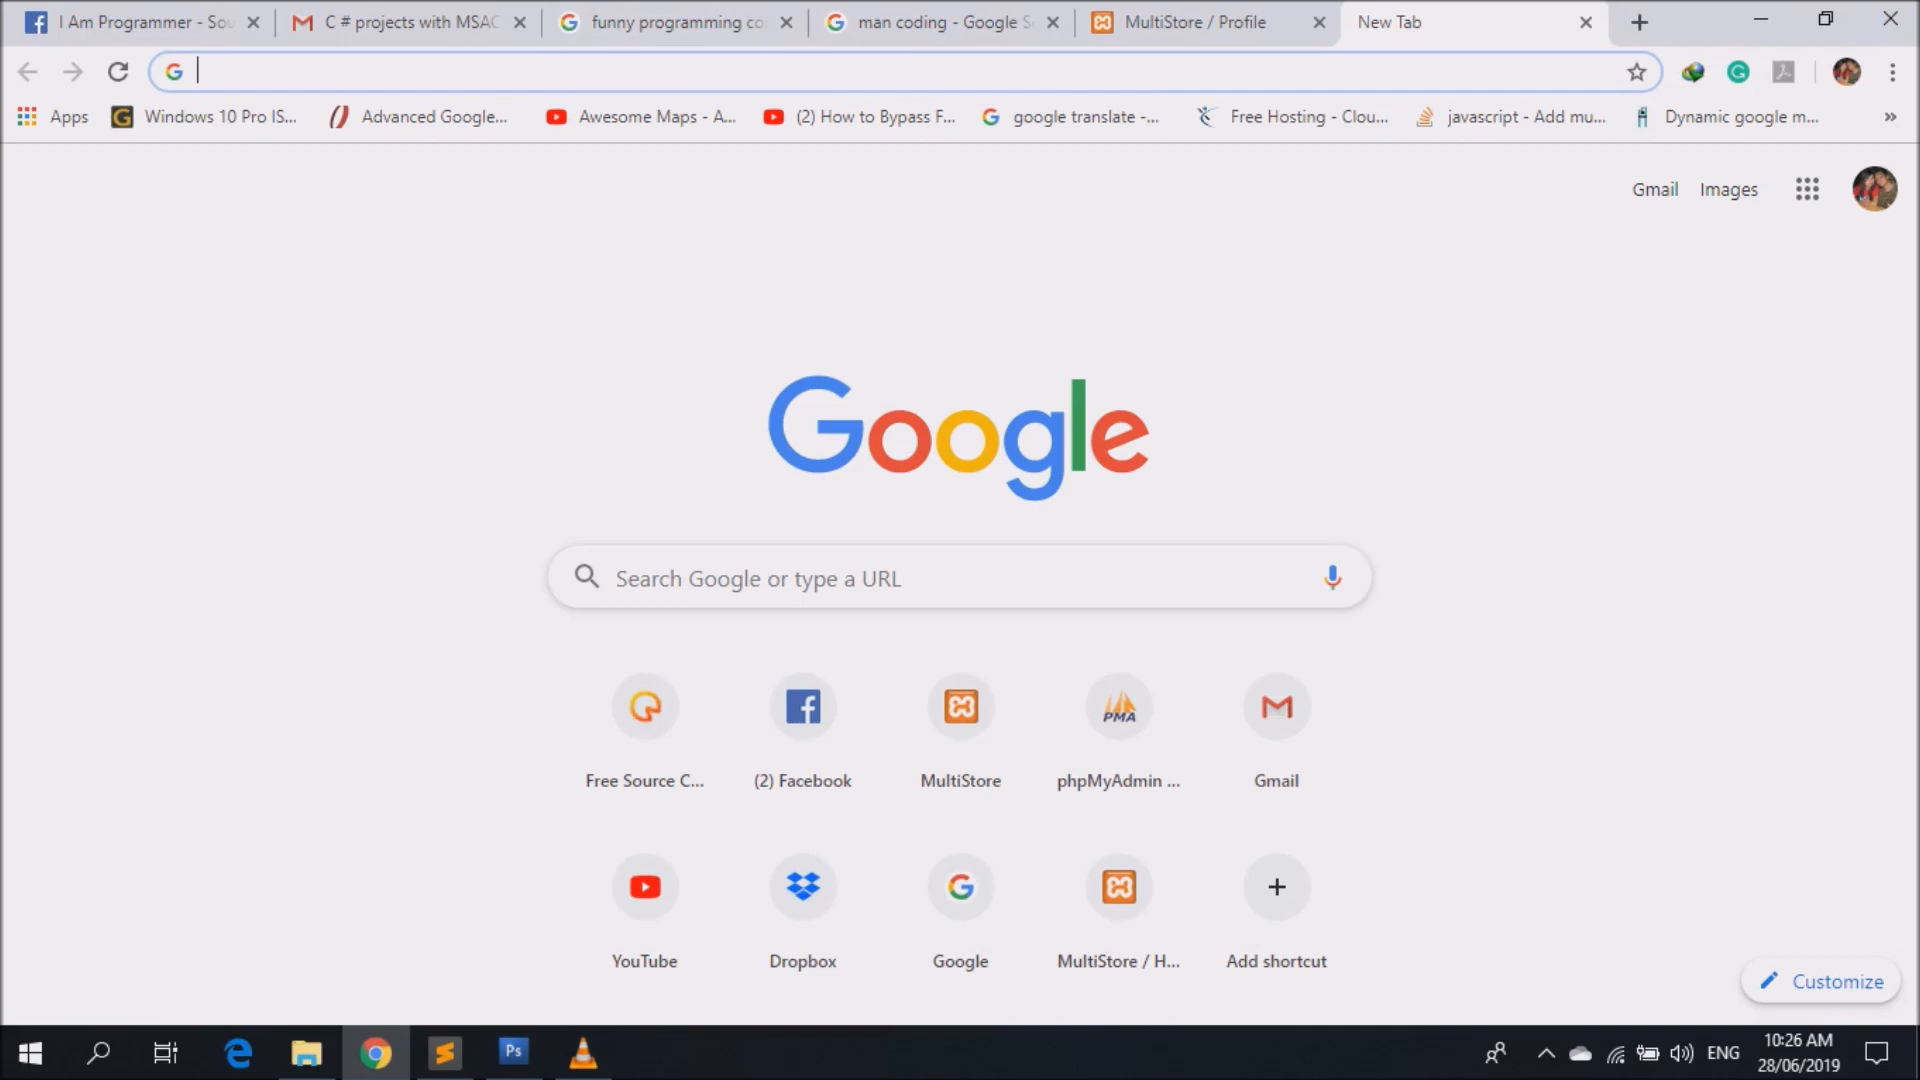 I Am Programmer - Sou
C # projects with MSAC
funny programming co
man coding - Google S
MultiStore / Profile
New Tab
Apps
Windows 10 Pro IS...
Advanced Google...
Awesome Maps - A...
(2) How to Bypass F...
google translate -...
Free Hosting - Clou...
javascript - Add mu...
Dynamic google m...
»
Gmail
Images
Google
Search Google or type a URL
Free Source C...
(2) Facebook
MultiStore
PMA
phpMyAdmin ...
Gmail
YouTube
Dropbox
Google
MultiStore / H...
Add shortcut
Customize
Ps
ENG
10:26 AM
28/06/2019